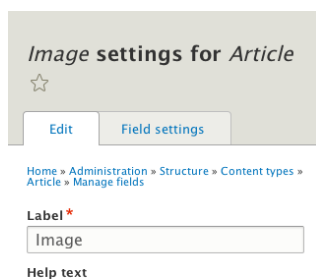 Image settings for Article
Edit Field settings
Home » Administration » Structure » Content types »
Article » Manage fields
Label*
Image
Help text